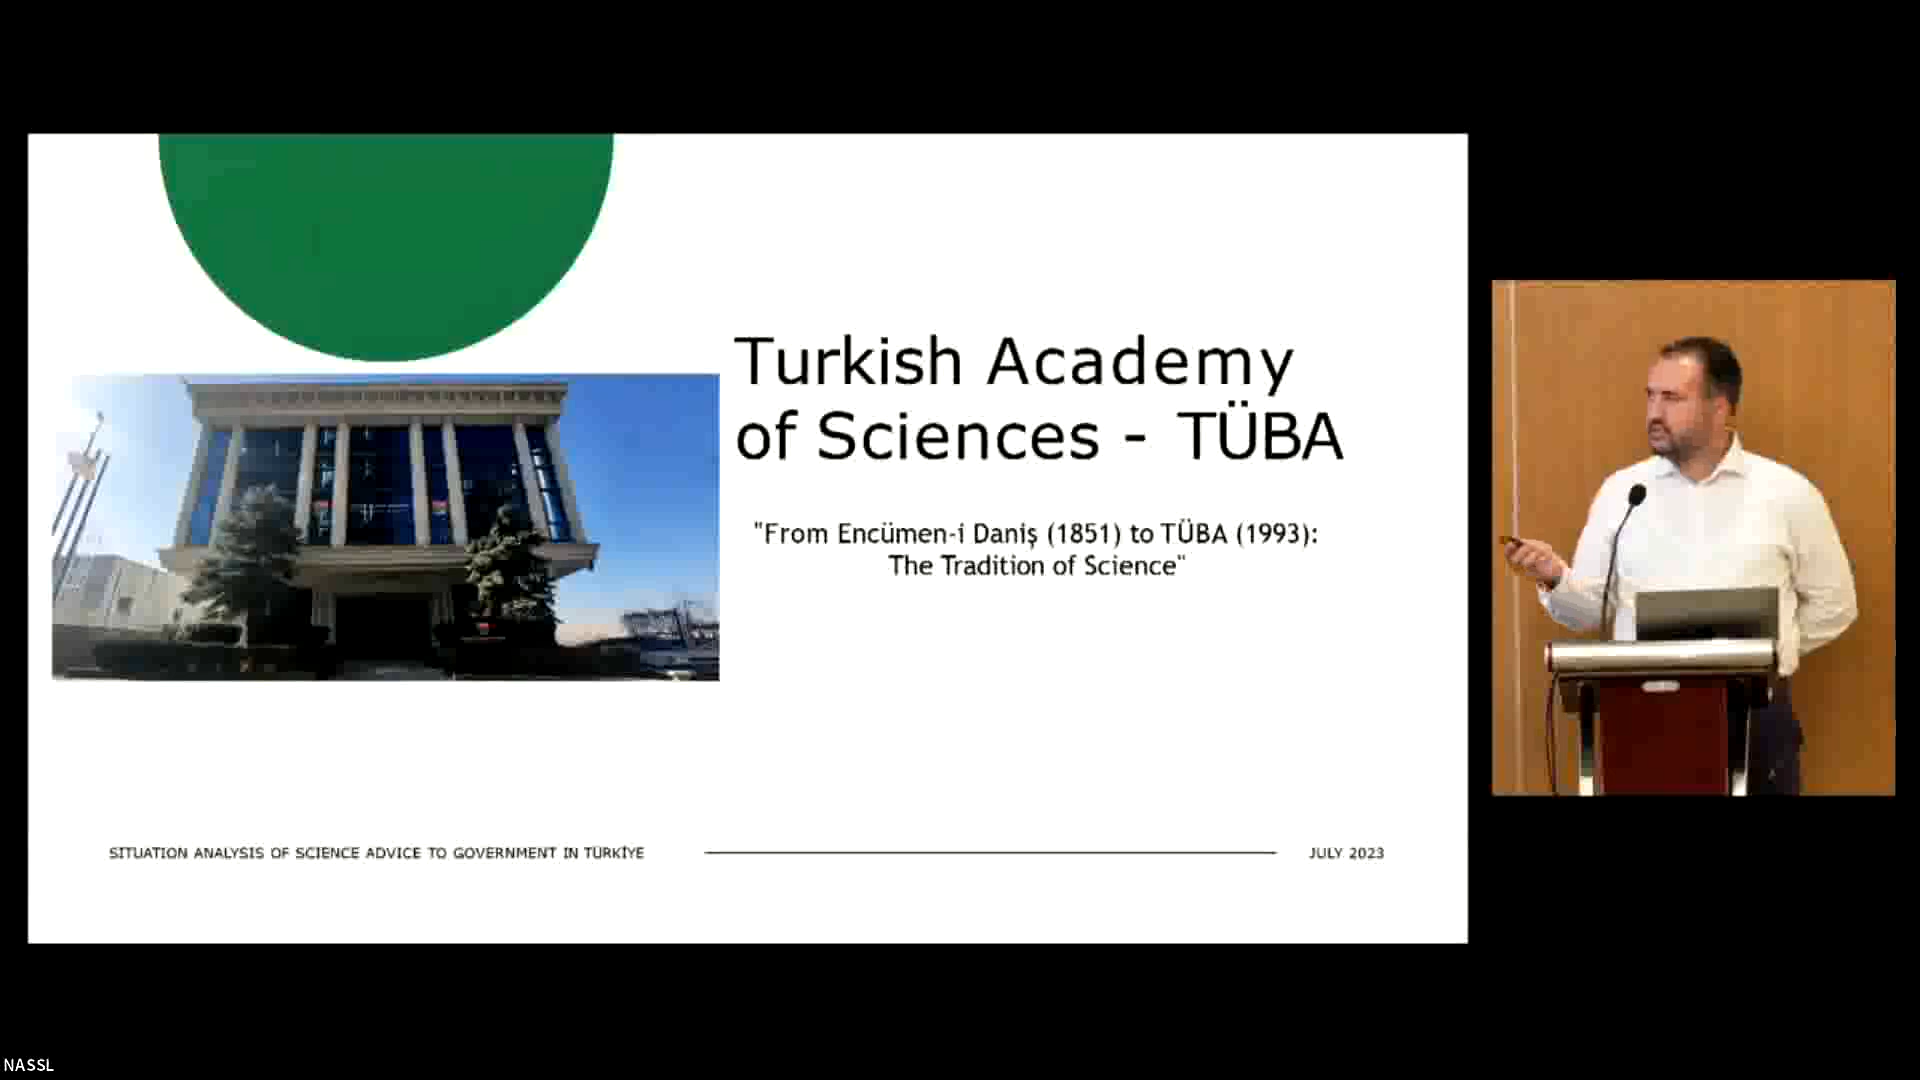 Turkish Academy
of Sciences - TÜBA
"From Encümen-i Daniş (1851) to TÜBA (1993):
The Tradition of Science"
SITUATION ANALYSIS OF SCIENCE ADVICE TO GOVERNMENT IN TÜRKİYE
JULY 2023
NASSL